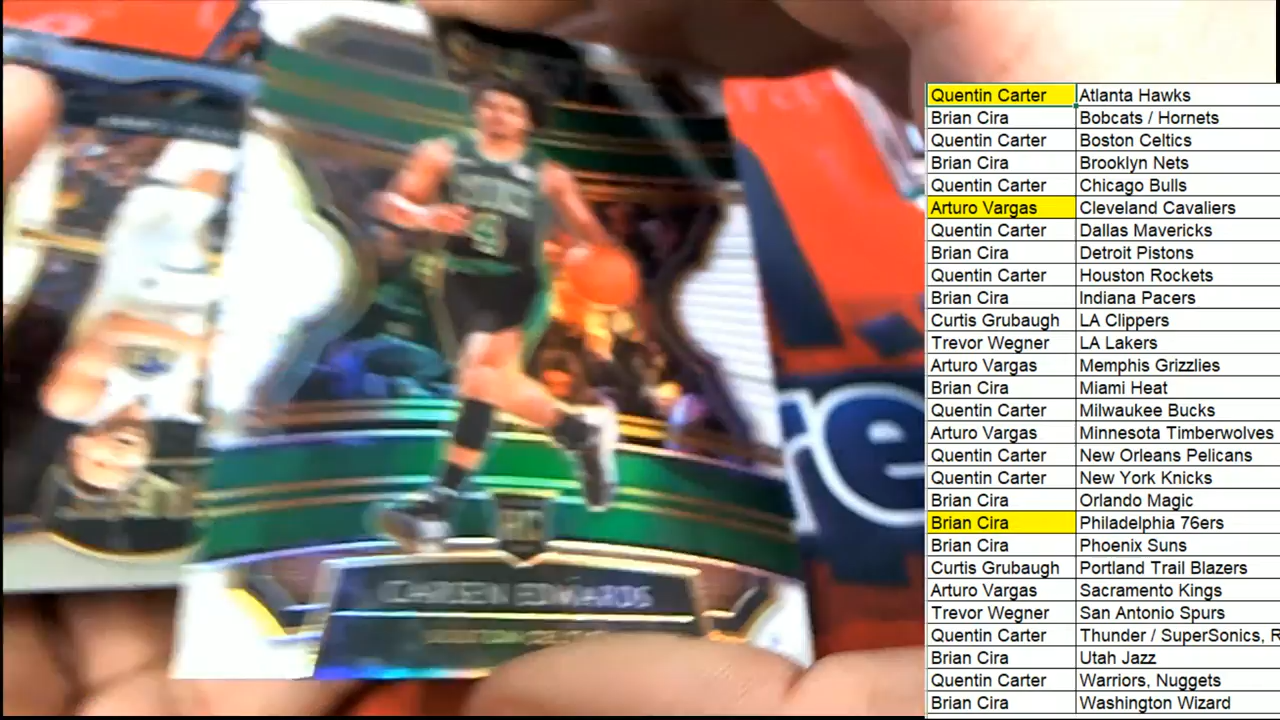 CARSEN EDWARDS
re
Quentin Carter Atlanta Hawks
Brian Cira Bobcats / Hornets
Quentin Carter Boston Celtics
Brian Cira Brooklyn Nets
Quentin Carter Chicago Bulls
Arturo Vargas Cleveland Cavaliers
Quentin Carter Dallas Mavericks
Brian Cira Detroit Pistons
Quentin Carter Houston Rockets
Brian Cira Indiana Pacers
Curtis Grubaugh LA Clippers
Trevor Wegner LA Lakers
Arturo Vargas Memphis Grizzlies
Brian Cira Miami Heat
Quentin Carter Milwaukee Bucks
Arturo Vargas Minnesota Timberwolves
Quentin Carter New Orleans Pelicans
Quentin Carter New York Knicks
Brian Cira Orlando Magic
Brian Cira Philadelphia 76ers
Brian Cira Phoenix Suns
Curtis Grubaugh Portland Trail Blazers
Arturo Vargas Sacramento Kings
Trevor Wegner San Antonio Spurs
Quentin Carter Thunder / SuperSonics, R
Brian Cira Utah Jazz
Quentin Carter Warriors, Nuggets
Brian Cira Washington Wizard